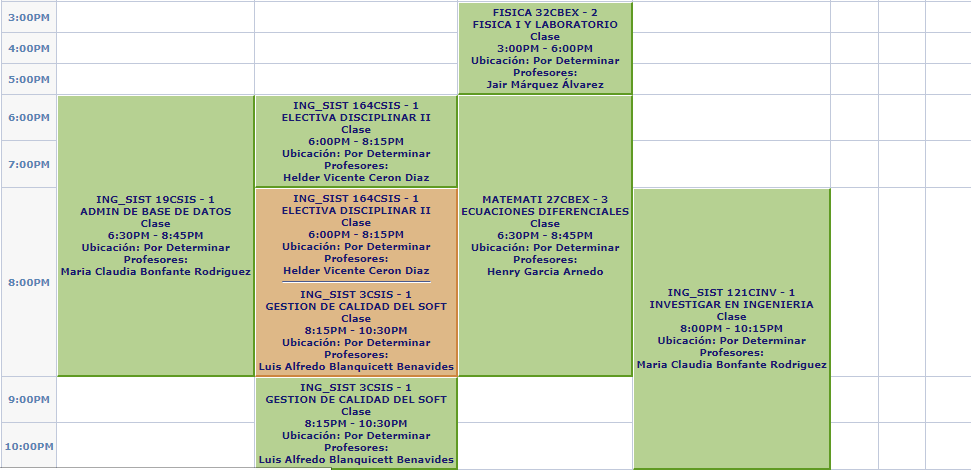 3:00PM
4:00PM
5:00PM
6:00PM
7:00PM
8:00PM
9:00PM
10:00PM
ING_SIST 19CSIS - 1
ADMIN DE BASE DE DATOS
Clase
6:30PM - 8:45PM
Ubicación: Por Determinar
Profesores:
Maria Claudia Bonfante Rodriguez
ING_SIST 164CSIS - 1
ELECTIVA DISCIPLINAR II
Clase
6:00PM - 8:15PM
Ubicación: Por Determinar
Profesores:
Helder Vicente Ceron Diaz
ING_SIST 164CSIS - 1
ELECTIVA DISCIPLINAR II
Clase
6:00PM - 8:15PM
Ubicación: Por Determinar
Profesores:
Helder Vicente Ceron Diaz
ING_SIST 3CSIS - 1
GESTION DE CALIDAD DEL SOFT
Clase
8:15PM - 10:30PM
Ubicación: Por Determinar
Profesores:
Luis Alfredo Blanquicett Benavides
ING_SIST 3CSIS - 1
GESTION DE CALIDAD DEL SOFT
Clase
8:15PM - 10:30PM
Ubicación: Por Determinar
Profesores:
Luis Alfredo Blanquicett Benavides
FISICA 32CBEX - 2
FISICA I Y LABORATORIO
Clase
3:00PM - 6:00PM
Ubicación: Por Determinar
Profesores:
Jair Márquez Álvarez
MATEMATI 27CBEX - 3
ECUACIONES DIFERENCIALES
Clase
6:30PM - 8:45PM
Ubicación: Por Determinar
Profesores:
Henry Garcia Arnedo
ING_SIST 121CINV - 1
INVESTIGAR EN INGENIERIA
Clase
8:00PM - 10:15PM
Ubicación: Por Determinar
Profesores:
Maria Claudia Bonfante Rodriguez